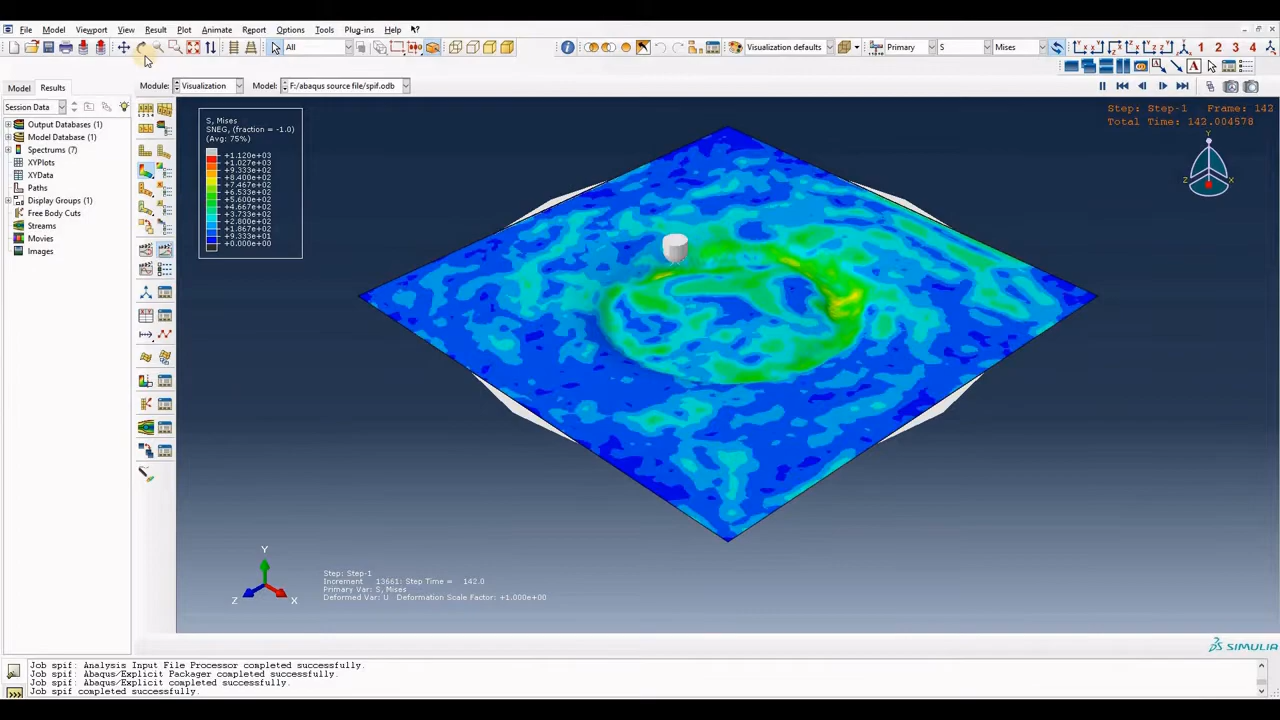 File Model Viewport View Result Plot Animate Report Options Tools Plug-ins Help
All Visualization defaults Primary S Mises 1 2 3 4
Model Results Module: Visualization Model: F:/abaqus source file/spif.odb
Session Data
Output Databases (1)
Model Database (1)
Spectrums (7)
XYPlots
XYData
Paths
Display Groups (1)
Free Body Cuts
Streams
Movies
Images
S, Mises
SNEG, (fraction = -1.0)
(Avg: 75%)
+1.120e+03
+1.027e+03
+9.333e+02
+8.400e+02
+7.467e+02
+6.533e+02
+5.600e+02
+4.667e+02
+3.733e+02
+2.800e+02
+1.867e+02
+9.333e+01
+0.000e+00
Step: Step-1 Frame: 142
Total Time: 142.004578
Y
Z X
Y
Z X
Step: Step-1
Increment 13661: Step Time = 142.0
Primary Var: S, Mises
Deformed Var: U Deformation Scale Factor: +1.000e+00
SIMULIA
Job spif: Analysis Input File Processor completed successfully.
Job spif: Abaqus/Explicit Packager completed successfully.
Job spif: Abaqus/Explicit completed successfully.
Job spif completed successfully.